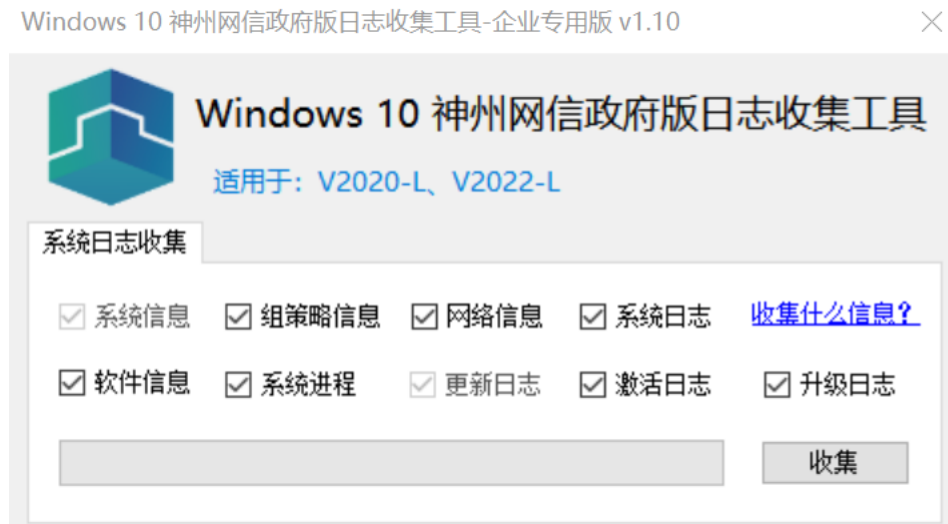 Windows 10 神州网信政府版日志收集工具-企业专用版 v1.10
Windows 10 神州网信政府版日志收集工具
适用于：V2020-L、V2022-L
系统日志收集
系统信息 组策略信息 网络信息 系统日志 收集什么信息？
软件信息 系统进程 更新日志 激活日志 升级日志
收集